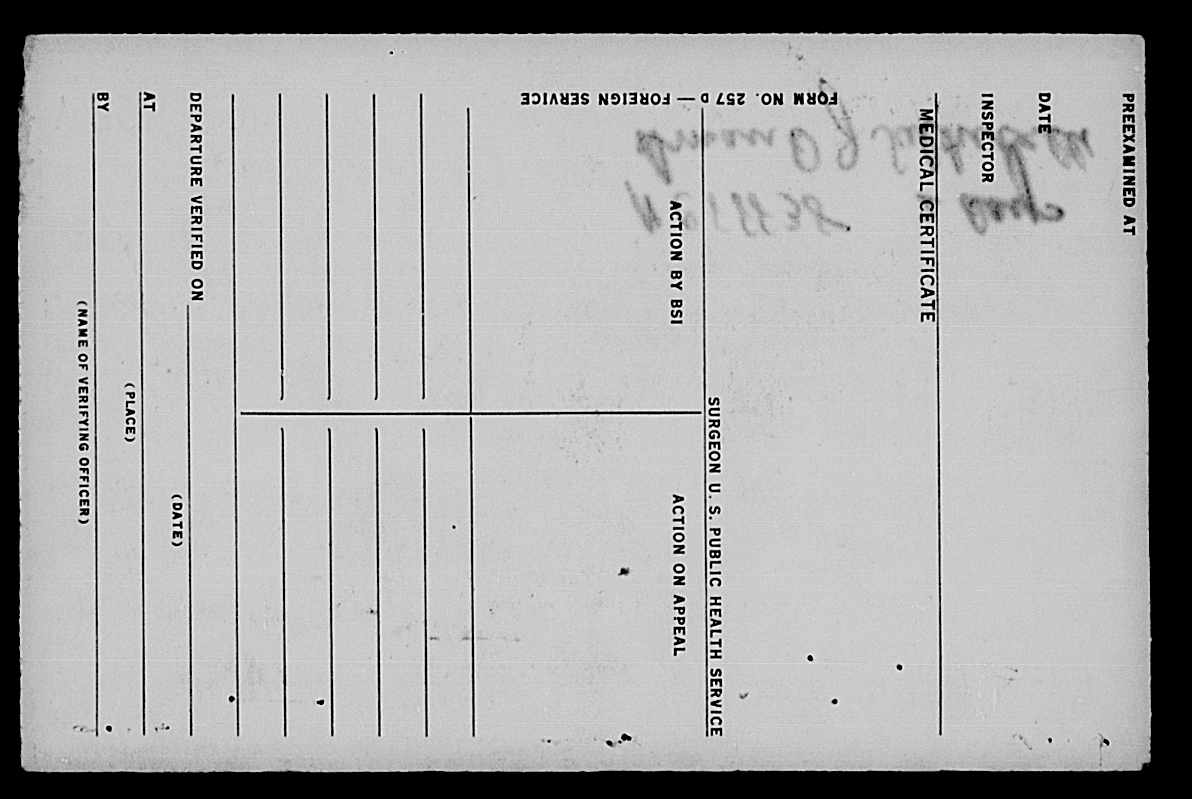 PREEXAMINED AT
DATE
INSPECTOR
MEDICAL CERTIFICATE
SURGEON U. S. PUBLIC HEALTH SERVICE
ACTION BY BSI
ACTION ON APPEAL
DEPARTURE VERIFIED ON
(DATE)
AT
(PLACE)
BY
(NAME OF VERIFYING OFFICER)
FORM NO. 257 D — FOREIGN SERVICE